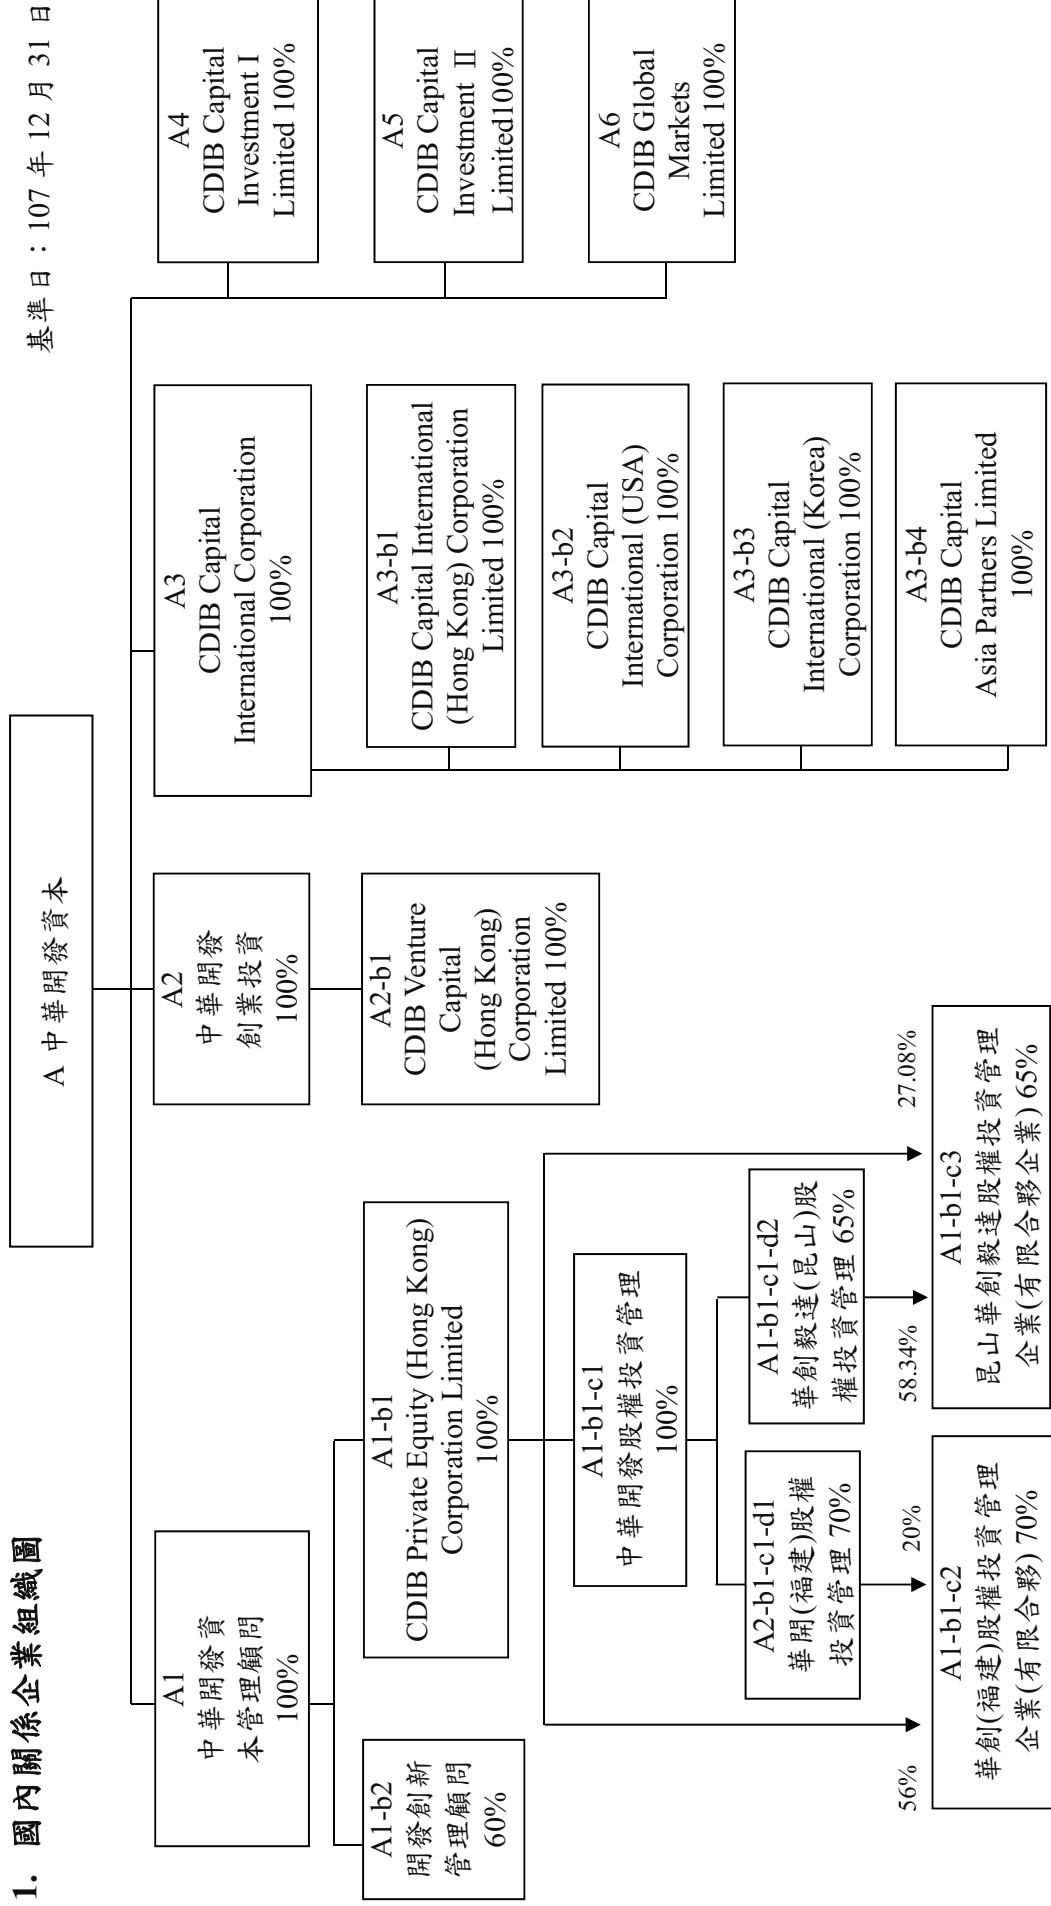 1. 國內關係企業組織圖
基準日：107 年 12 月 31 日
A 中華開發資本
A1
中華開發資
本管理顧問
100%
A2
中華開發
創業投資
100%
A3
CDIB Capital
International Corporation
100%
A4
CDIB Capital
Investment I
Limited 100%
A1-b2
開發創新
管理顧問
60%
A1-b1
CDIB Private Equity (Hong Kong)
Corporation Limited
100%
A2-b1
CDIB Venture
Capital
(Hong Kong)
Corporation
Limited 100%
A3-b1
CDIB Capital International
(Hong Kong) Corporation
Limited 100%
A5
CDIB Capital
Investment II
Limited100%
A3-b2
CDIB Capital
International (USA)
Corporation 100%
A6
CDIB Global
Markets
Limited 100%
A1-b1-c1
中華開發股權投資管理
100%
A3-b3
CDIB Capital
International (Korea)
Corporation 100%
A2-b1-c1-d1
華開(福建)股權
投資管理 70%
A1-b1-c1-d2
華創毅達(昆山)股
權投資管理 65%
A3-b4
CDIB Capital
Asia Partners Limited
100%
56%
20%
58.34%
27.08%
A1-b1-c2
華創(福建)股權投資管理
企業(有限合夥) 70%
A1-b1-c3
昆山華創毅達股權投資管理
企業(有限合夥企業) 65%